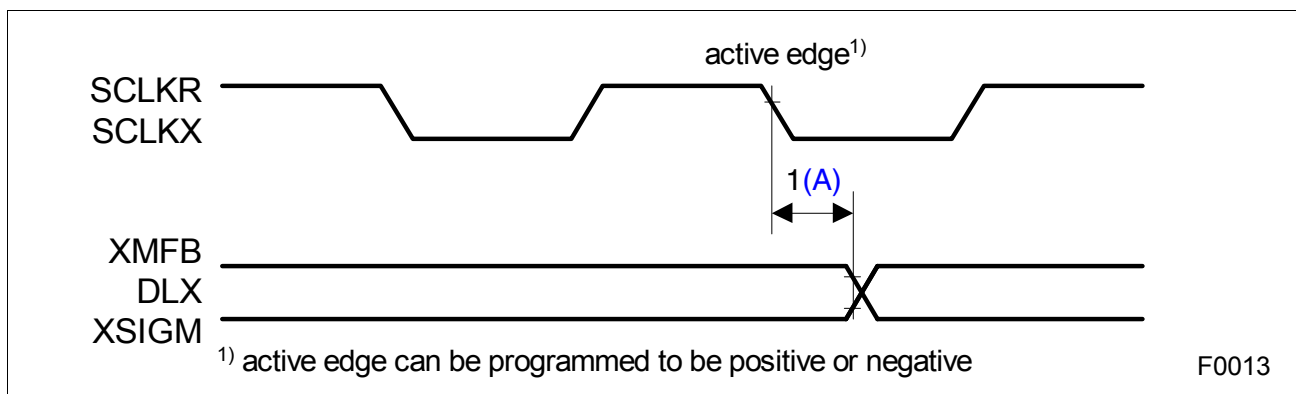 active edge1)
SCLKR
SCLKX
1(A)
XMFB
DLX
XSIGM
1) active edge can be programmed to be positive or negative
F0013